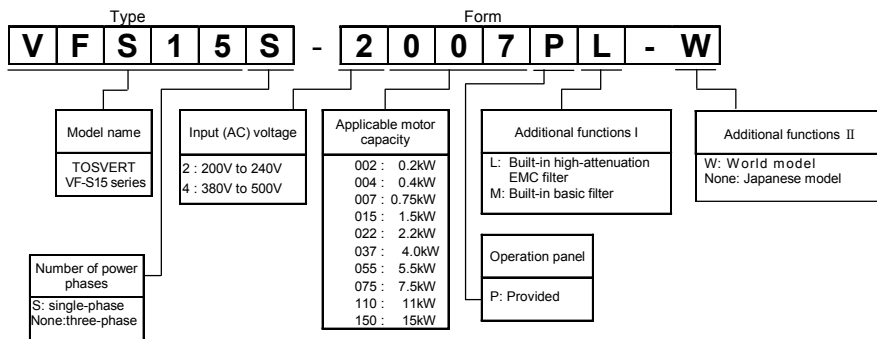 Type
Form
V F S 1 5 S - 2 0 0 7 P L - W
Model name
TOSVERT
VF-S15 series
Number of power
phases
S: single-phase
None:three-phase
Input (AC) voltage
2 : 200V to 240V
4 : 380V to 500V
Applicable motor
capacity
002 : 0.2kW
004 : 0.4kW
007 : 0.75kW
015 : 1.5kW
022 : 2.2kW
037 : 4.0kW
055 : 5.5kW
075 : 7.5kW
110 : 11kW
150 : 15kW
Operation panel
P: Provided
Additional functions I
L: Built-in high-attenuation
EMC filter
M: Built-in basic filter
Additional functions Ⅱ
W: World model
None: Japanese model